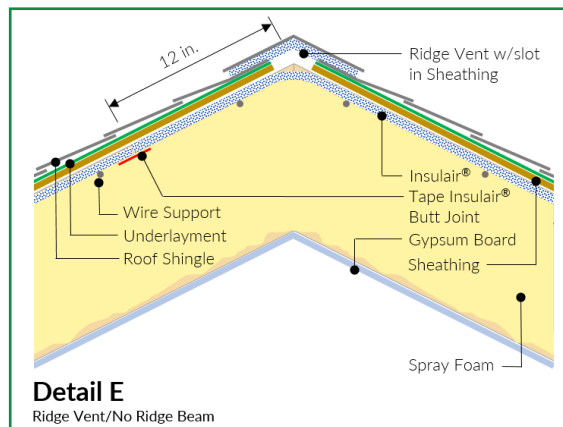 12 in.
Ridge Vent w/slot
in Sheathing
Insulair®
Tape Insulair®
Butt Joint
Gypsum Board
Sheathing
Wire Support
Underlayment
Roof Shingle
Spray Foam
Detail E
Ridge Vent/No Ridge Beam